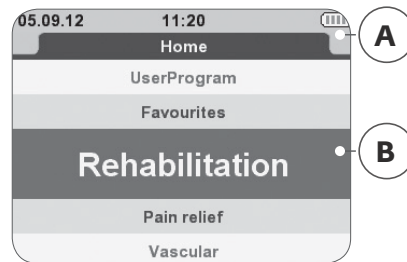 05.09.12 11:20
A
Home
UserProgram
Favourites
Rehabilitation
B
Pain relief
Vascular